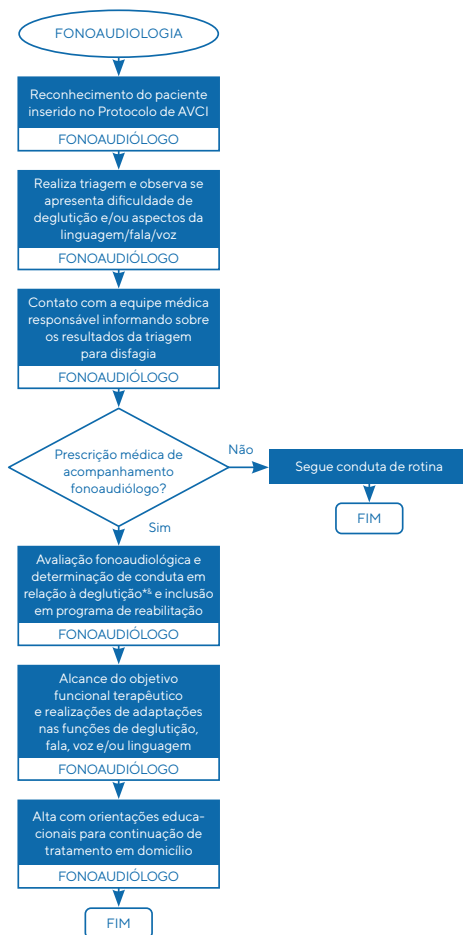 FONOAUDIOLOGIA
Reconhecimento do paciente
inserido no Protocolo de AVCI
FONOAUDIÓLOGO
Realiza triagem e observa se
apresenta dificuldade de
deglutição e/ou aspectos da
linguagem/fala/voz
FONOAUDIÓLOGO
Contato com a equipe médica
responsável informando sobre
os resultados da triagem
para disfagia
FONOAUDIÓLOGO
Prescrição médica de
acompanhamento
fonoaudiólogo?
Não
Segue conduta de rotina
FIM
Sim
Avaliação fonoaudiológica e
determinação de conduta em
relação à deglutição*& e inclusão
em programa de reabilitação
FONOAUDIÓLOGO
Alcance do objetivo
funcional terapêutico
e realizações de adaptações
nas funções de deglutição,
fala, voz e/ou linguagem
FONOAUDIÓLOGO
Alta com orientações educa-
cionais para continuação de
tratamento em domicílio
FONOAUDIÓLOGO
FIM